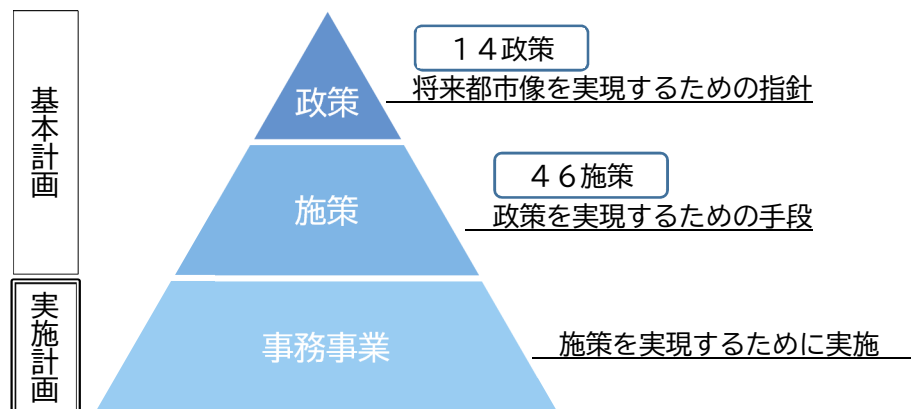 基本計画
政策
１４政策
将来都市像を実現するための指針
施策
４６施策
政策を実現するための手段
実施計画
事務事業
施策を実現するために実施